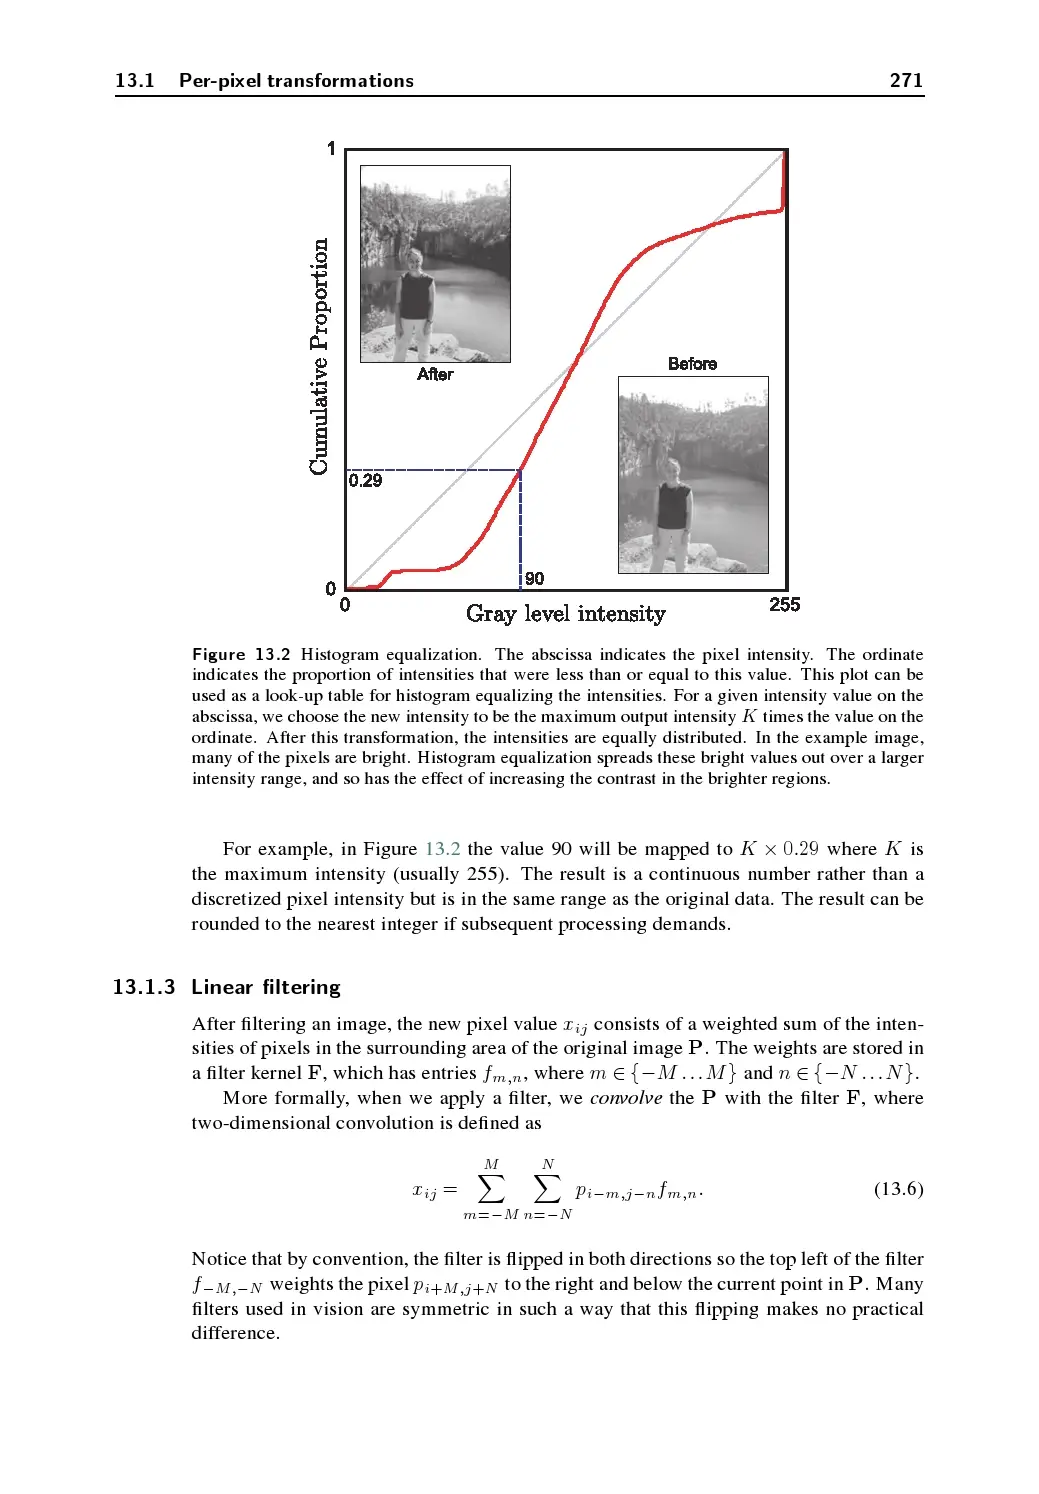 13.1 Per-pixel transformations 271
1
Cumulative Proportion
After
Before
0.29
90
0
0
255
Gray level intensity
Figure 13.2 Histogram equalization. The abscissa indicates the pixel intensity. The ordinate
indicates the proportion of intensities that were less than or equal to this value. This plot can be
used as a look-up table for histogram equalizing the intensities. For a given intensity value on the
abscissa, we choose the new intensity to be the maximum output intensity K times the value on the
ordinate. After this transformation, the intensities are equally distributed. In the example image,
many of the pixels are bright. Histogram equalization spreads these bright values out over a larger
intensity range, and so has the effect of increasing the contrast in the brighter regions.
For example, in Figure 13.2 the value 90 will be mapped to K × 0.29 where K is
the maximum intensity (usually 255). The result is a continuous number rather than a
discretized pixel intensity but is in the same range as the original data. The result can be
rounded to the nearest integer if subsequent processing demands.
13.1.3 Linear filtering
After filtering an image, the new pixel value x_{ij} consists of a weighted sum of the inten-
sities of pixels in the surrounding area of the original image P. The weights are stored in
a filter kernel F, which has entries f_{m,n}, where m ∈ {−M . . . M} and n ∈ {−N . . . N}.
More formally, when we apply a filter, we convolve the P with the filter F, where
two-dimensional convolution is defined as
x_{ij} = \sum_{m=−M}^{M} \sum_{n=−N}^{N} p_{i−m,j−n} f_{m,n}. (13.6)
Notice that by convention, the filter is flipped in both directions so the top left of the filter
f_{−M,−N} weights the pixel p_{i+M,j+N} to the right and below the current point in P. Many
filters used in vision are symmetric in such a way that this flipping makes no practical
difference.